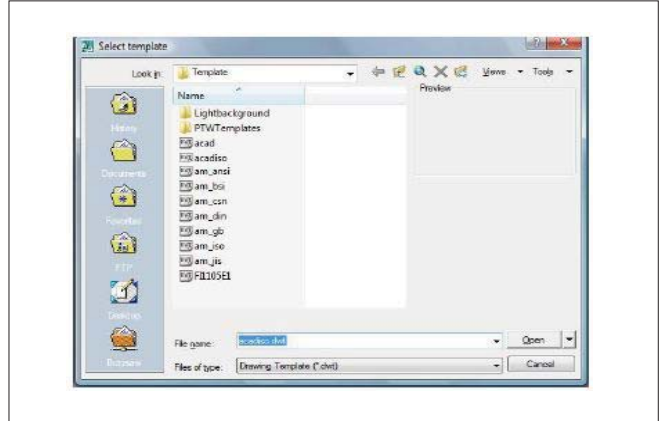 Select template
Look in:
Template
Views
Tools
Name
Preview
Lightbackground
PTWTemplates
acad
acadiso
am_ansi
am_bsi
am_csn
am_din
am_gb
am_iso
am_jis
History
Documents
Favorites
FTP
Desktop
Buzzsaw
File name:
acadiso.dwt
Open
Files of type:
Drawing Template (*.dwt)
Cancel